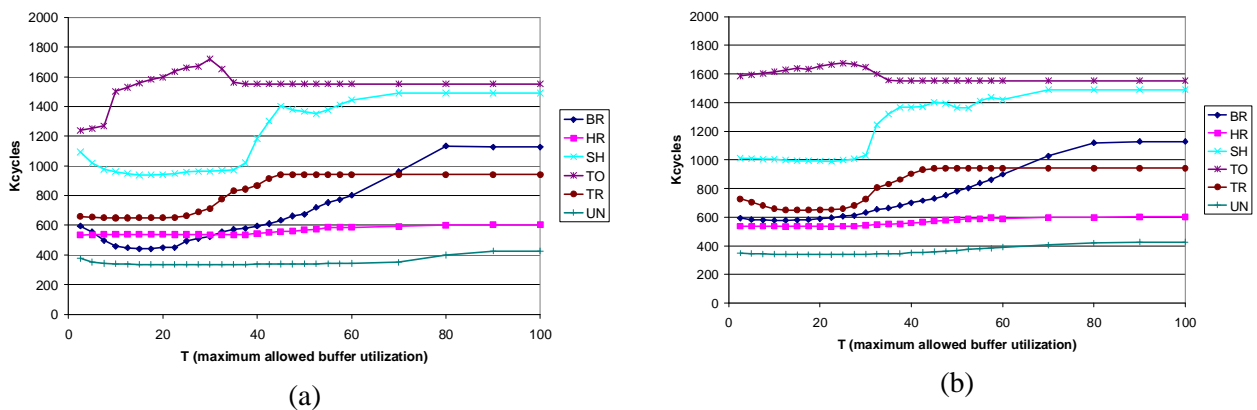 2000
1800
1600
1400
1200
1000
800
600
400
200
0
Kcycles
0 20 40 60 80 100
T (maximum allowed buffer utilization)
BR
HR
SH
TO
TR
UN
(a)
2000
1800
1600
1400
1200
1000
800
600
400
200
0
Kcycles
0 20 40 60 80 100
T (maximum allowed buffer utilization)
BR
HR
SH
TO
TR
UN
(b)